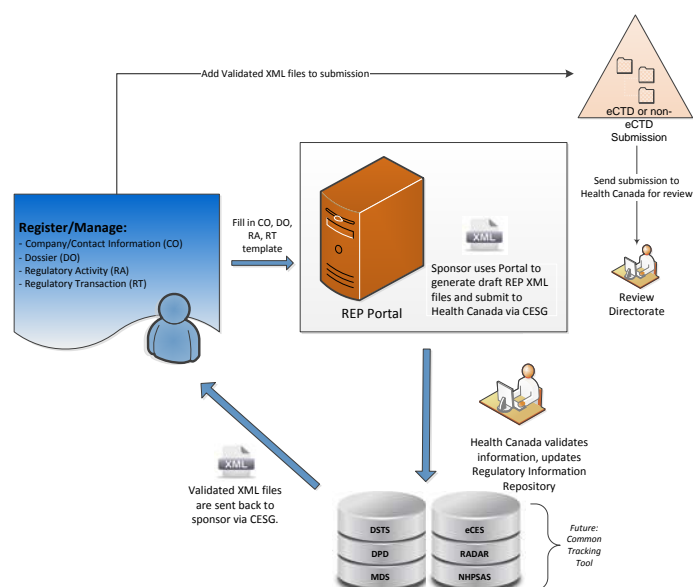 Add Validated XML files to submission
eCTD or non-
eCTD
Submission
Send submission to
Health Canada for review
Review
Directorate
Register/Manage:
- Company/Contact Information (CO)
- Dossier (DO)
- Regulatory Activity (RA)
- Regulatory Transaction (RT)
Fill in CO, DO,
RA, RT
template
REP Portal
XML
Sponsor uses Portal to
generate draft REP XML
files and submit to
Health Canada via CESG
Health Canada validates
information, updates
Regulatory Information
Repository
XML
Validated XML files
are sent back to
sponsor via CESG.
DSTS
DPD
MDS
eCES
RADAR
NHPSAS
Future:
Common
Tracking
Tool